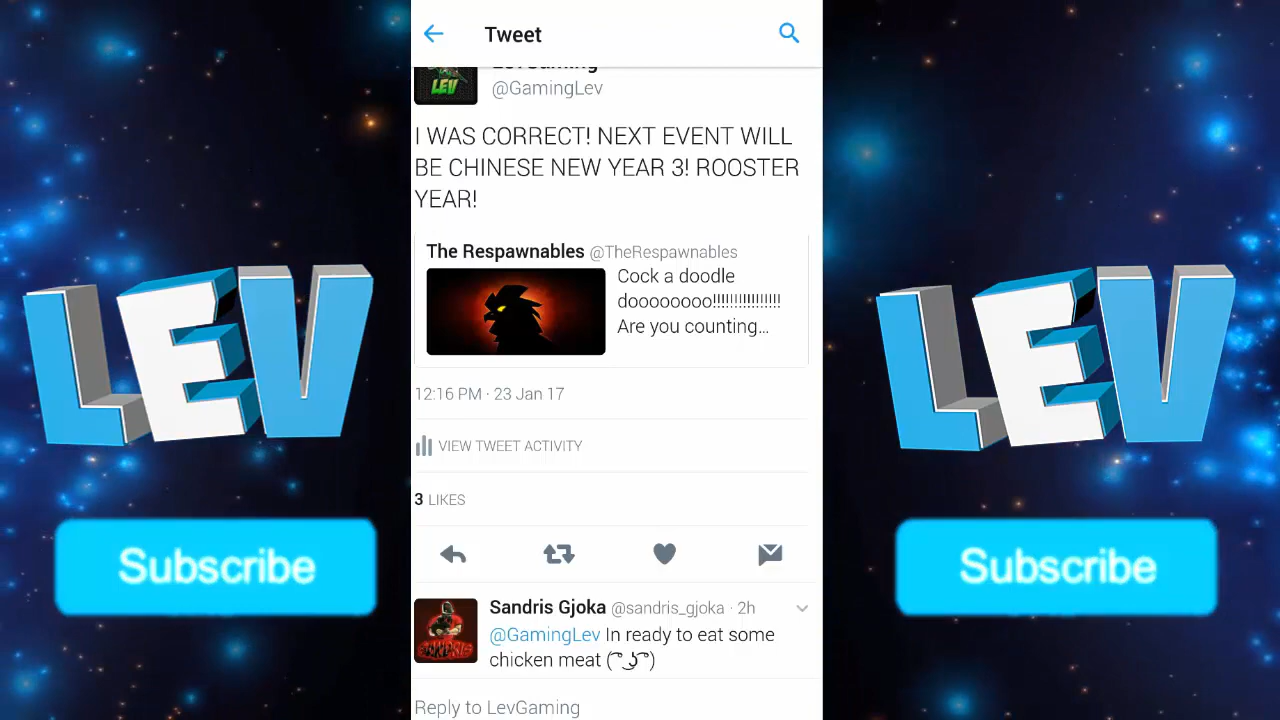 Tweet
LevGaming
@GamingLev
LEV
I WAS CORRECT! NEXT EVENT WILL
BE CHINESE NEW YEAR 3! ROOSTER
YEAR!
The Respawnables @TheRespawnables
Cock a doodle
doooooooo!!!!!!!!!!!!!!!!
Are you counting...
12:16 PM · 23 Jan 17
VIEW TWEET ACTIVITY
3 LIKES
Sandris Gjoka @sandris_gjoka · 2h
@GamingLev In ready to eat some
chicken meat ( ͡° ͜ʖ ͡°)
Reply to LevGaming
LEV
Subscribe
LEV
Subscribe